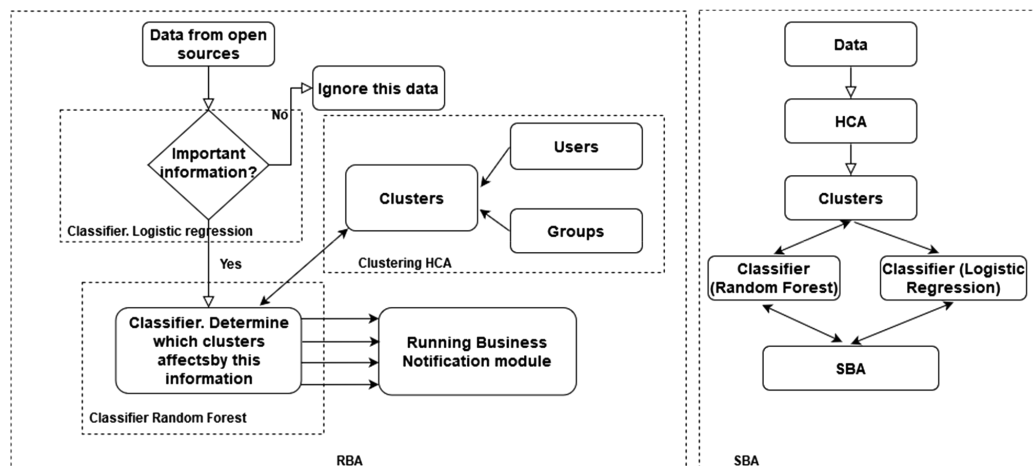 Data from open
sources
Ignore this data
No
Important
information?
Classifier. Logistic regression
Yes
Users
Clusters
Groups
Clustering HCA
Classifier. Determine
which clusters
affectsby this
information
Running Business
Notification module
Classifier Random Forest
RBA
Data
HCA
Clusters
Classifier
(Random Forest)
Classifier (Logistic
Regression)
SBA
SBA